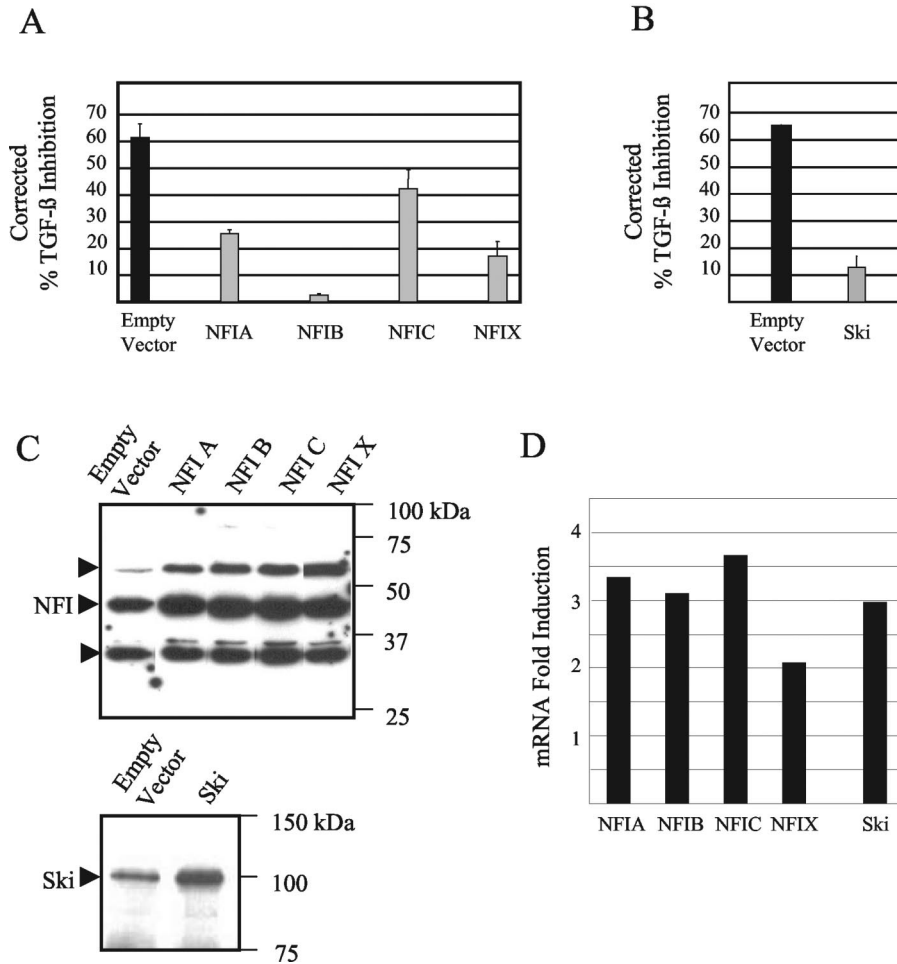 A
Corrected
% TGF-ß Inhibition
70
60
50
40
30
20
10
Empty
Vector
NFIA
NFIB
NFIC
NFIX
B
Corrected
% TGF-ß Inhibition
70
60
50
40
30
20
10
Empty
Vector
Ski
C
Empty
Vector
NFI A
NFI B
NFI C
NFI X
100 kDa
75
50
37
25
NFI
Empty
Vector
Ski
150 kDa
100
75
Ski
D
mRNA Fold Induction
4
3
2
1
NFIA
NFIB
NFIC
NFIX
Ski